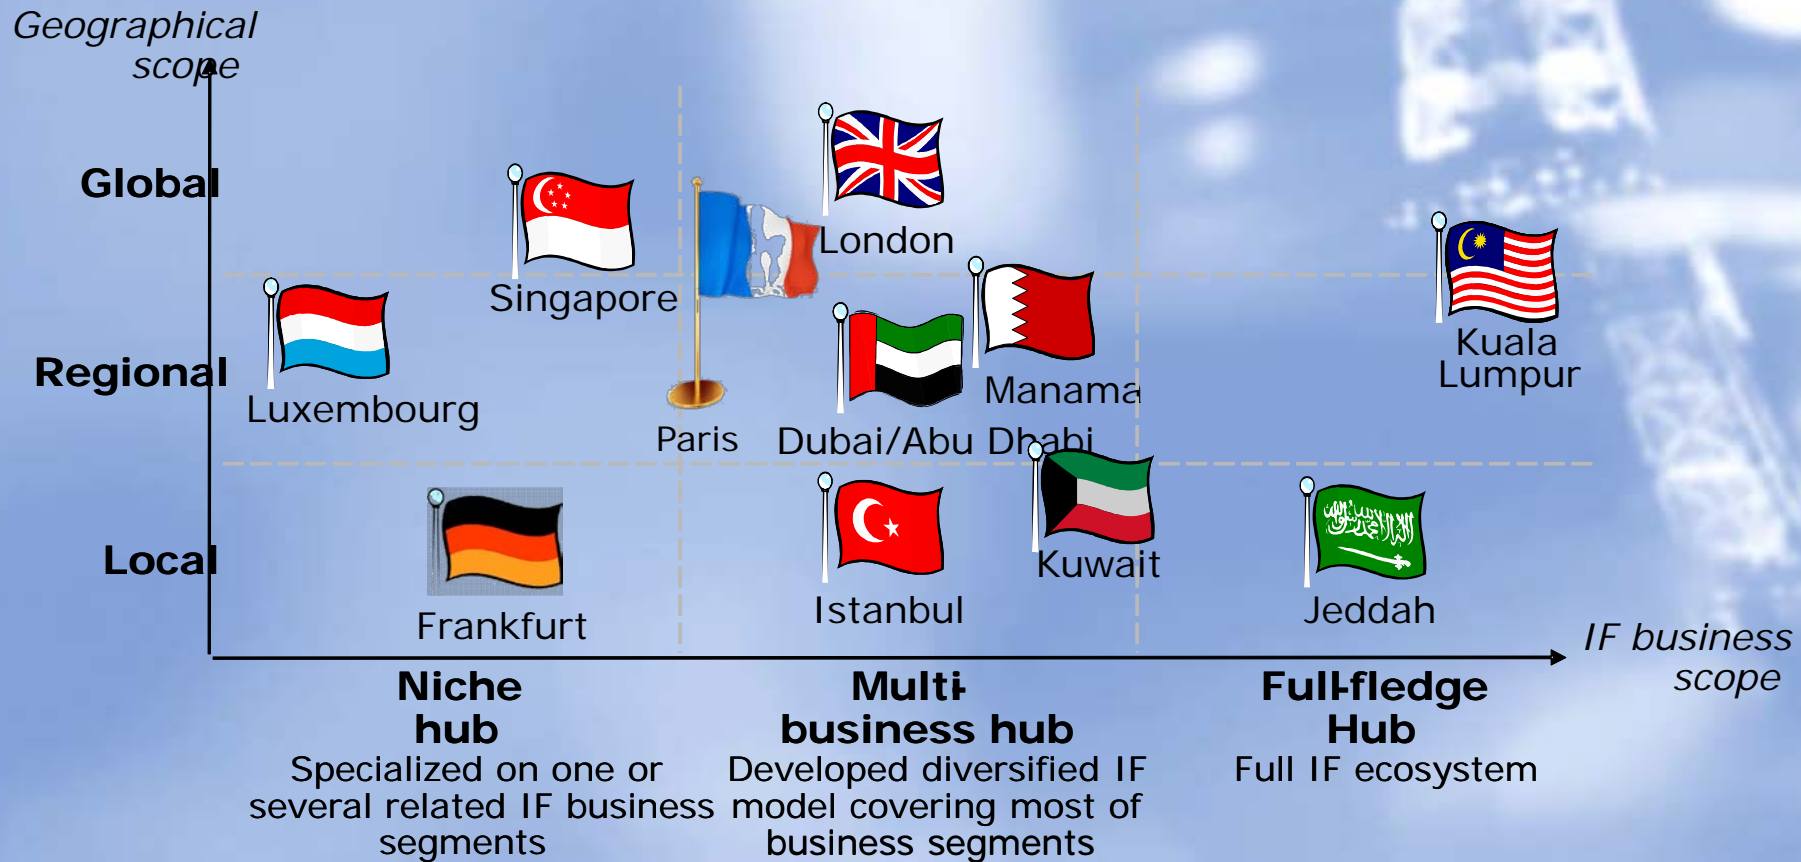 Geographical
scope
Global
London
Singapore
Kuala
Lumpur
Regional
Manama
Luxembourg
Paris
Dubai/Abu Dhabi
Local
Kuwait
Istanbul
Jeddah
Frankfurt
IF business
scope
Niche
hub
Specialized on one or
several related IF business
segments
Multi-
business hub
Developed diversified IF
model covering most of
business segments
Full-fledge
Hub
Full IF ecosystem